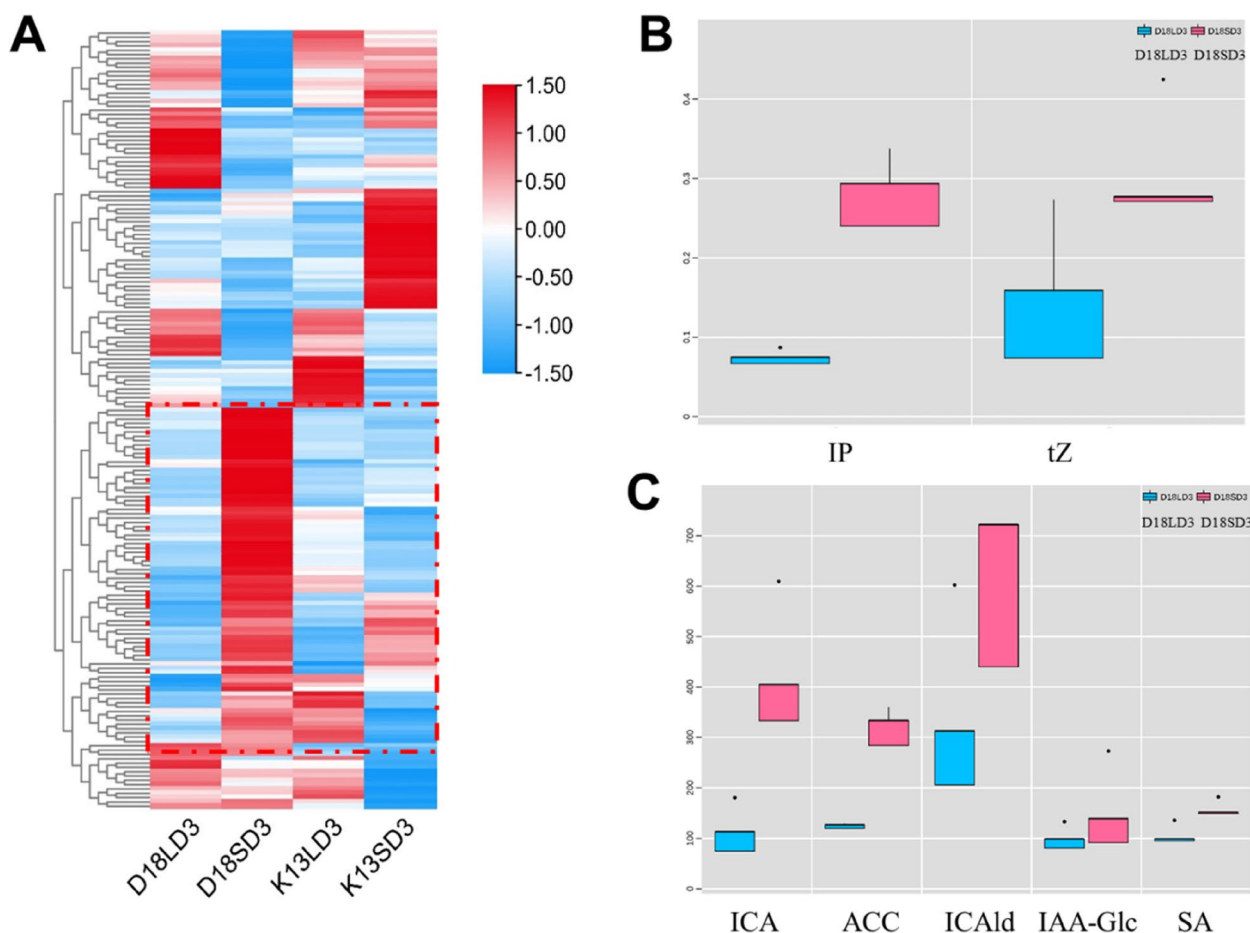 A
1.50
1.00
0.50
0.00
-0.50
-1.00
-1.50
D18LD3
D18SD3
K13LD3
K13SD3
B
D18LD3 D18SD3
D18LD3 D18SD3
0.4
0.3
0.2
0.1
0
IP
tZ
C
D18LD3 D18SD3
D18LD3 D18SD3
700
600
500
400
300
200
100
0
ICA
ACC
ICAld
IAA-Glc
SA